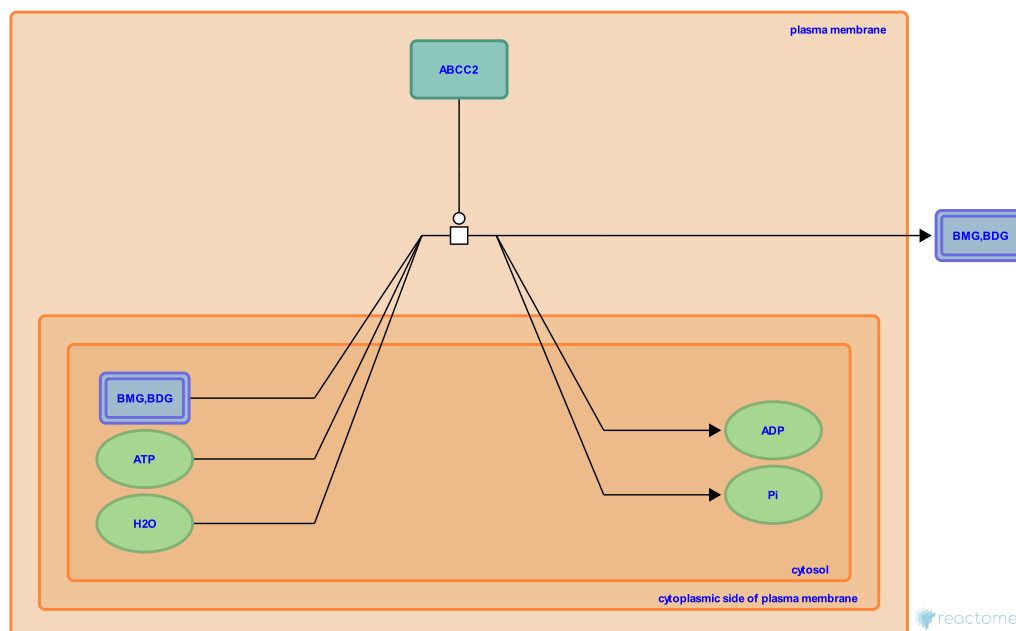 plasma membrane
ABCC2
BMG,BDG
BMG,BDG
ATP
H2O
ADP
Pi
cytosol
cytoplasmic side of plasma membrane
reactome